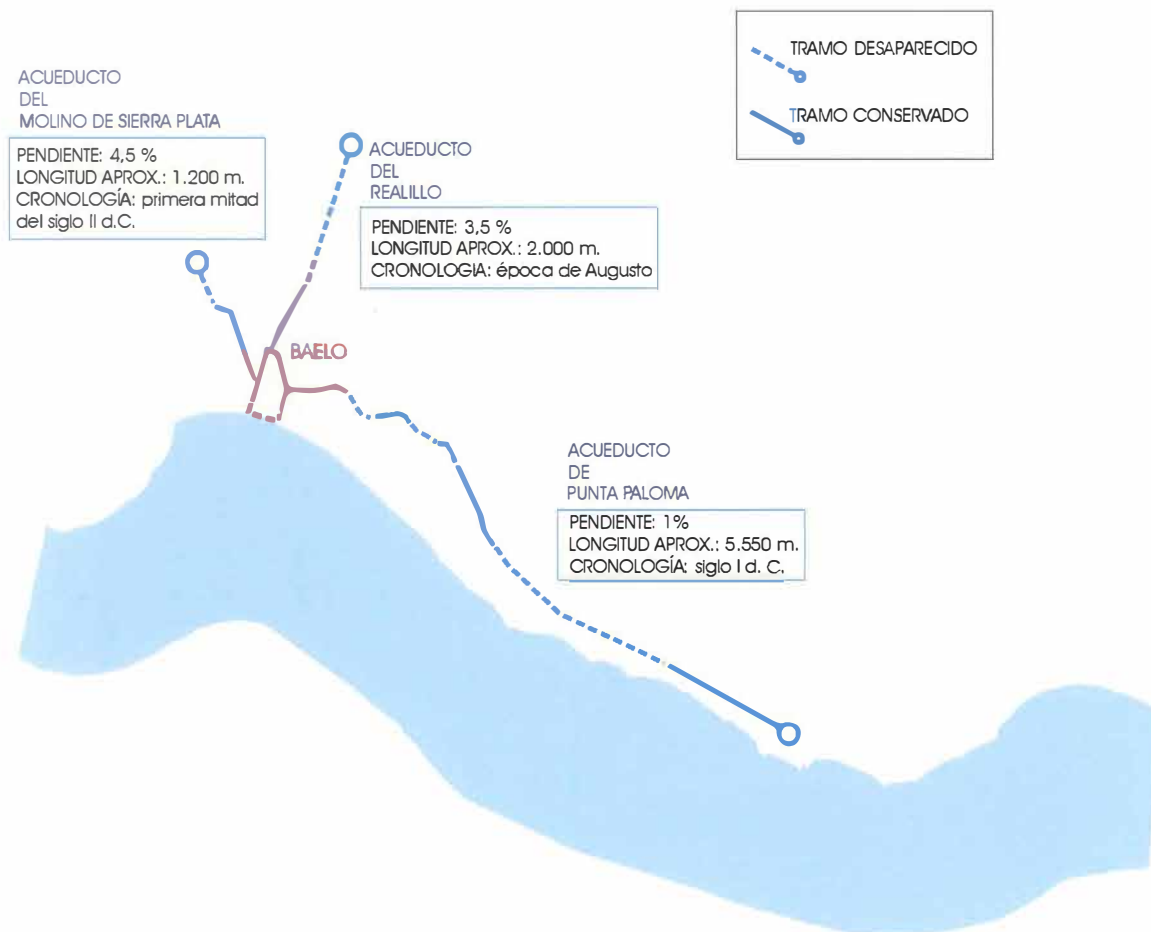 TRAMO DESAPARECIDO
TRAMO CONSERVADO
ACUEDUCTO
DEL
MOLINO DE SIERRA PLATA
PENDIENTE: 4,5 %
LONGITUD APROX.: 1.200 m.
CRONOLOGÍA: primera mitad
del siglo II d.C.
ACUEDUCTO
DEL
REALILLO
PENDIENTE: 3,5 %
LONGITUD APROX.: 2.000 m.
CRONOLOGIA: época de Augusto
BAELO
ACUEDUCTO
DE
PUNTA PALOMA
PENDIENTE: 1%
LONGITUD APROX.: 5.550 m.
CRONOLOGÍA: siglo I d. C.